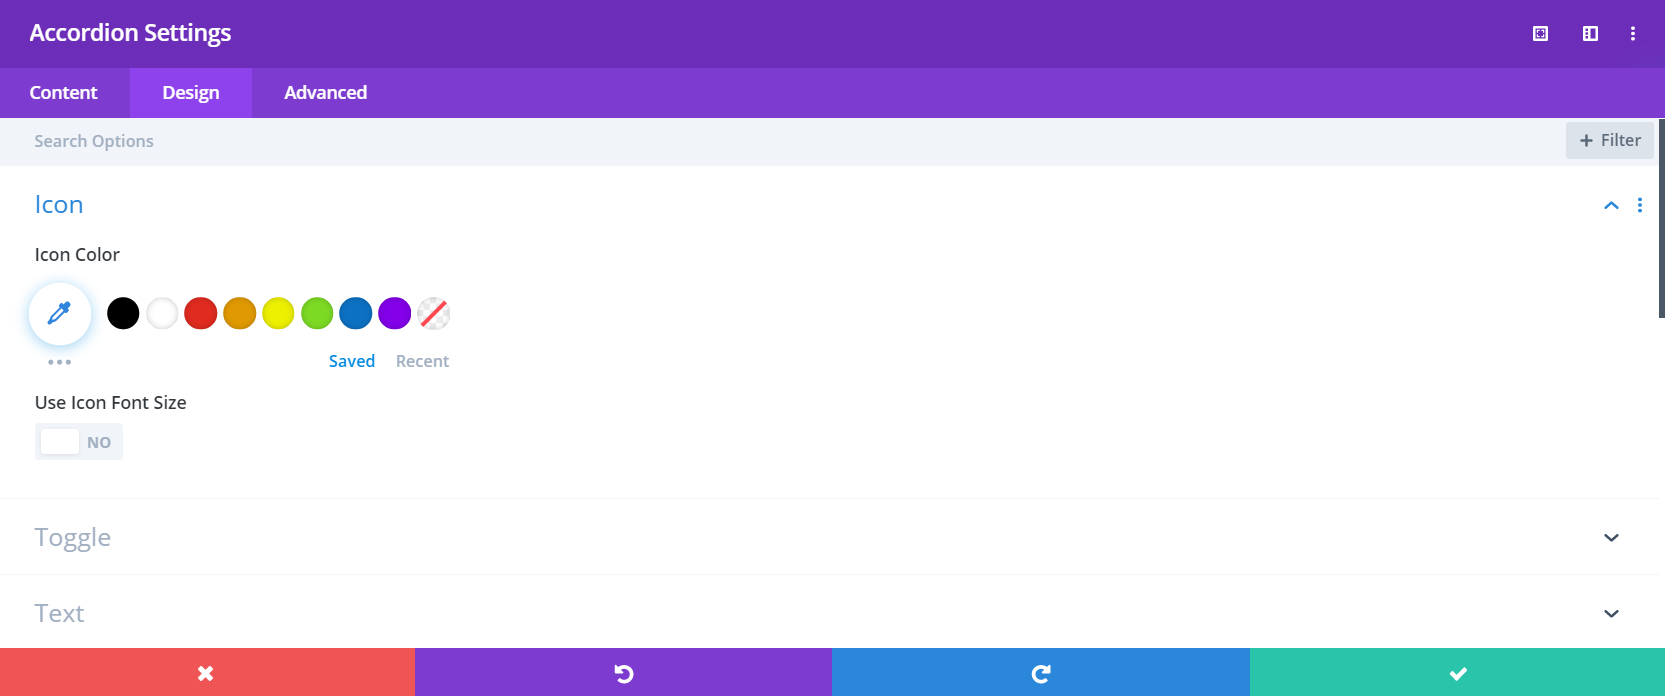 Accordion Settings
Content Design Advanced
Search Options + Filter
Icon
Icon Color
Saved Recent
Use Icon Font Size
NO
Toggle
Text